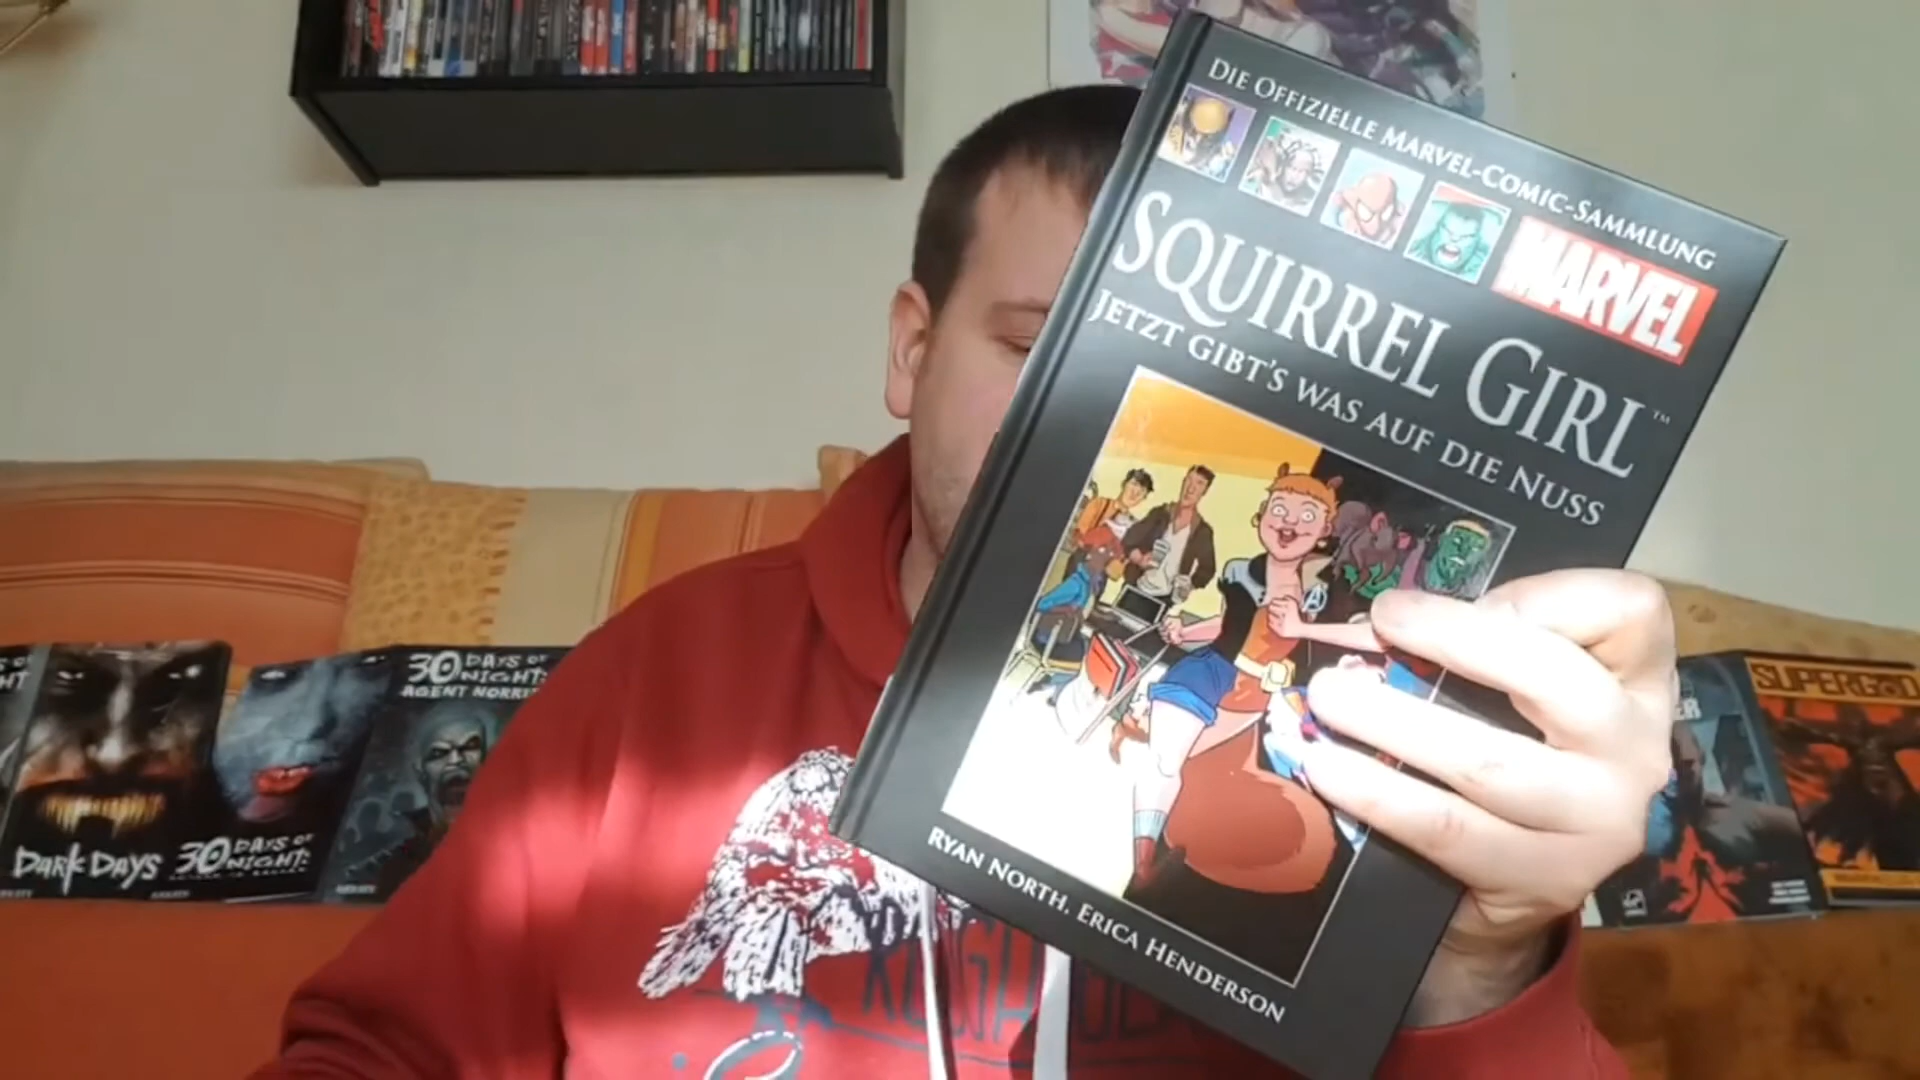 DIE OFFIZIELLE MARVEL-COMIC-SAMMLUNG
MARVEL
SQUIRREL GIRL™
JETZT GIBT'S WAS AUF DIE NUSS
RYAN NORTH, ERICA HENDERSON
DARK DAYS
30 DAYS OF
NIGHT:
30 DAYS OF
NIGHT:
AGENT NORRIS
SUPERGOD